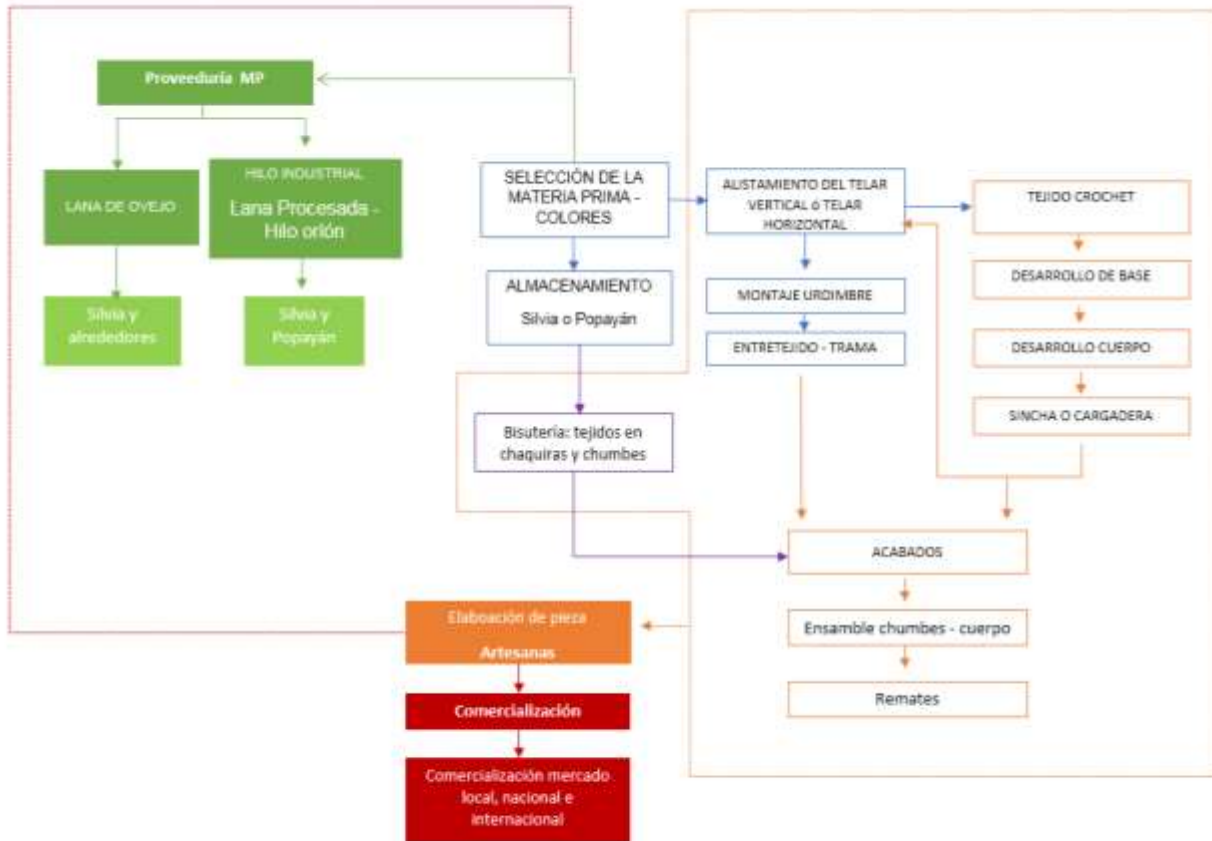 Proveeduría MP
LANA DE OVEJO
HILO INDUSTRIAL
Lana Procesada -
Hilo orlón
Silvia y
alrededores
Silvia y
Popayán
SELECCIÓN DE LA
MATERIA PRIMA -
COLORES
ALMACENAMIENTO
Silvia o Popayán
Bisutería: tejidos en
chaquiras y chumbes
ALISTAMIENTO DEL TELAR
VERTICAL ó TELAR
HORIZONTAL
MONTAJE URDIMBRE
ENTRETEJIDO - TRAMA
TEJIDO CROCHET
DESARROLLO DE BASE
DESARROLLO CUERPO
SINCHA O CARGADERA
ACABADOS
Ensamble chumbes - cuerpo
Remates
Elaboación de pieza
Artesanas
Comercialización
Comercialización mercado
local, nacional e
internacional